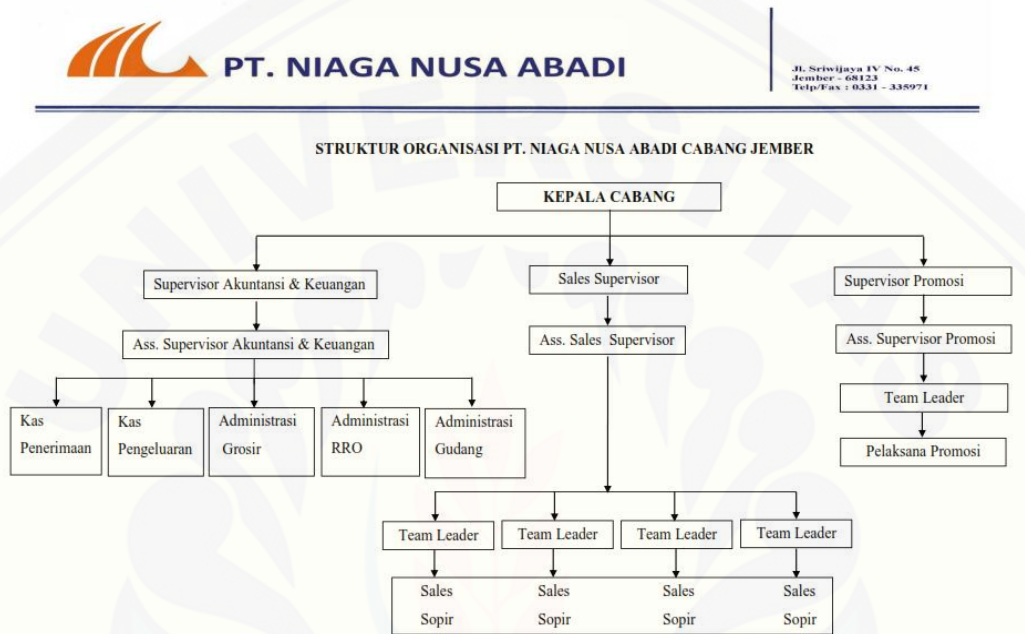 PT. NIAGA NUSA ABADI
Jl. Sriwijaya IV No. 45
Jember - 68123
Telp/Fax : 0331 - 335971
STRUKTUR ORGANISASI PT. NIAGA NUSA ABADI CABANG JEMBER
KEPALA CABANG
Supervisor Akuntansi & Keuangan
Sales Supervisor
Supervisor Promosi
Ass. Supervisor Akuntansi & Keuangan
Ass. Sales Supervisor
Ass. Supervisor Promosi
Team Leader
Pelaksana Promosi
Kas
Penerimaan
Kas
Pengeluaran
Administrasi
Grosir
Administrasi
RRO
Administrasi
Gudang
Team Leader
Team Leader
Team Leader
Team Leader
Sales Sales Sales Sales
Sopir Sopir Sopir Sopir
UNIVERSITAS